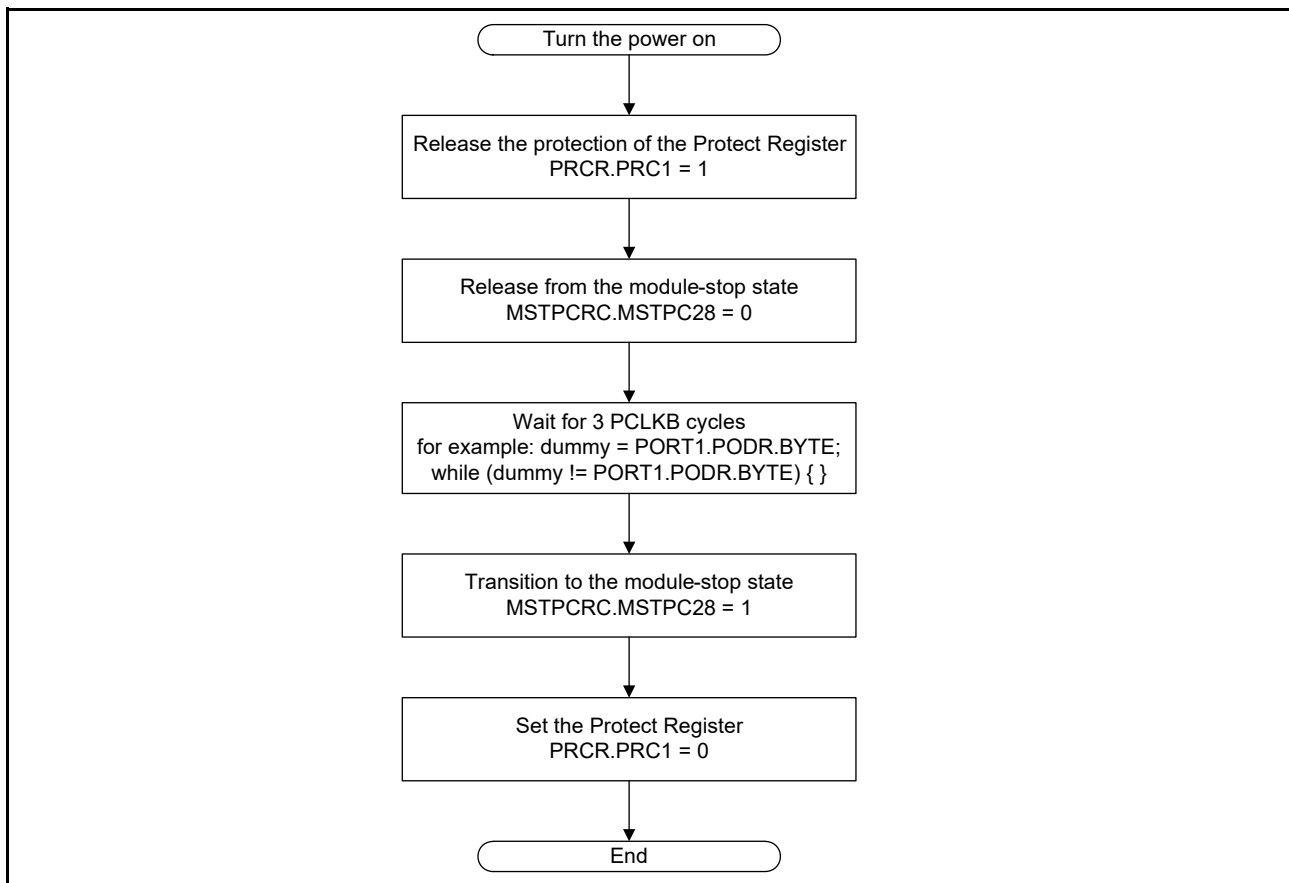 Turn the power on
Release the protection of the Protect Register
PRCR.PRC1 = 1
Release from the module-stop state
MSTPCRC.MSTPC28 = 0
Wait for 3 PCLKB cycles
for example: dummy = PORT1.PODR.BYTE;
while (dummy != PORT1.PODR.BYTE) { }
Transition to the module-stop state
MSTPCRC.MSTPC28 = 1
Set the Protect Register
PRCR.PRC1 = 0
End